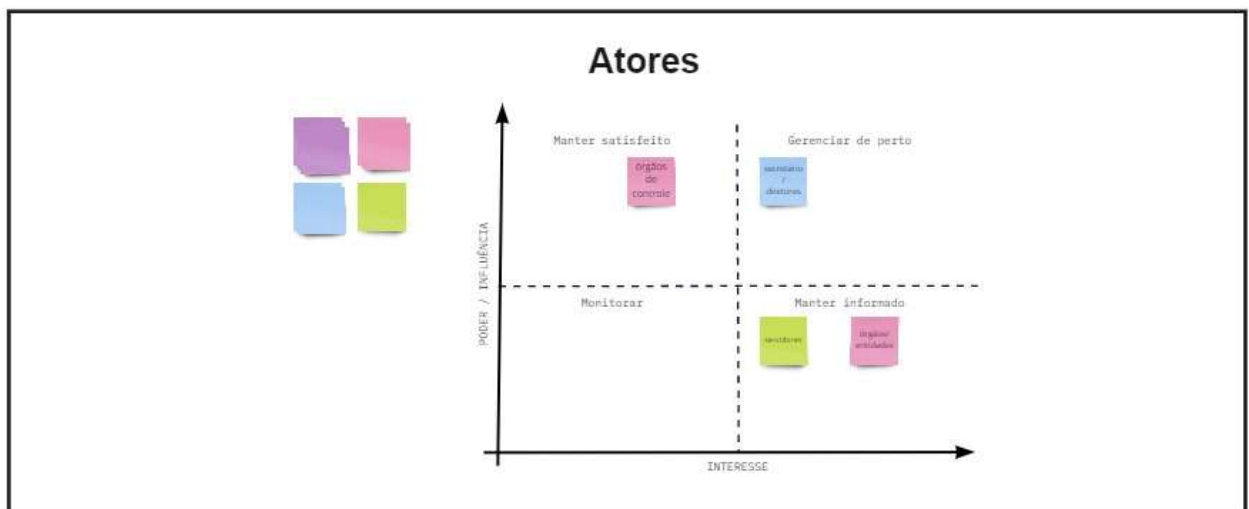 Atores
Manter satisfeito
Gerenciar de perto
órgãos
de
controle
secretários
/
diretores
PODER / INFLUÊNCIA
Monitorar
Manter informado
servidores
órgãos/
entidades
INTERESSE